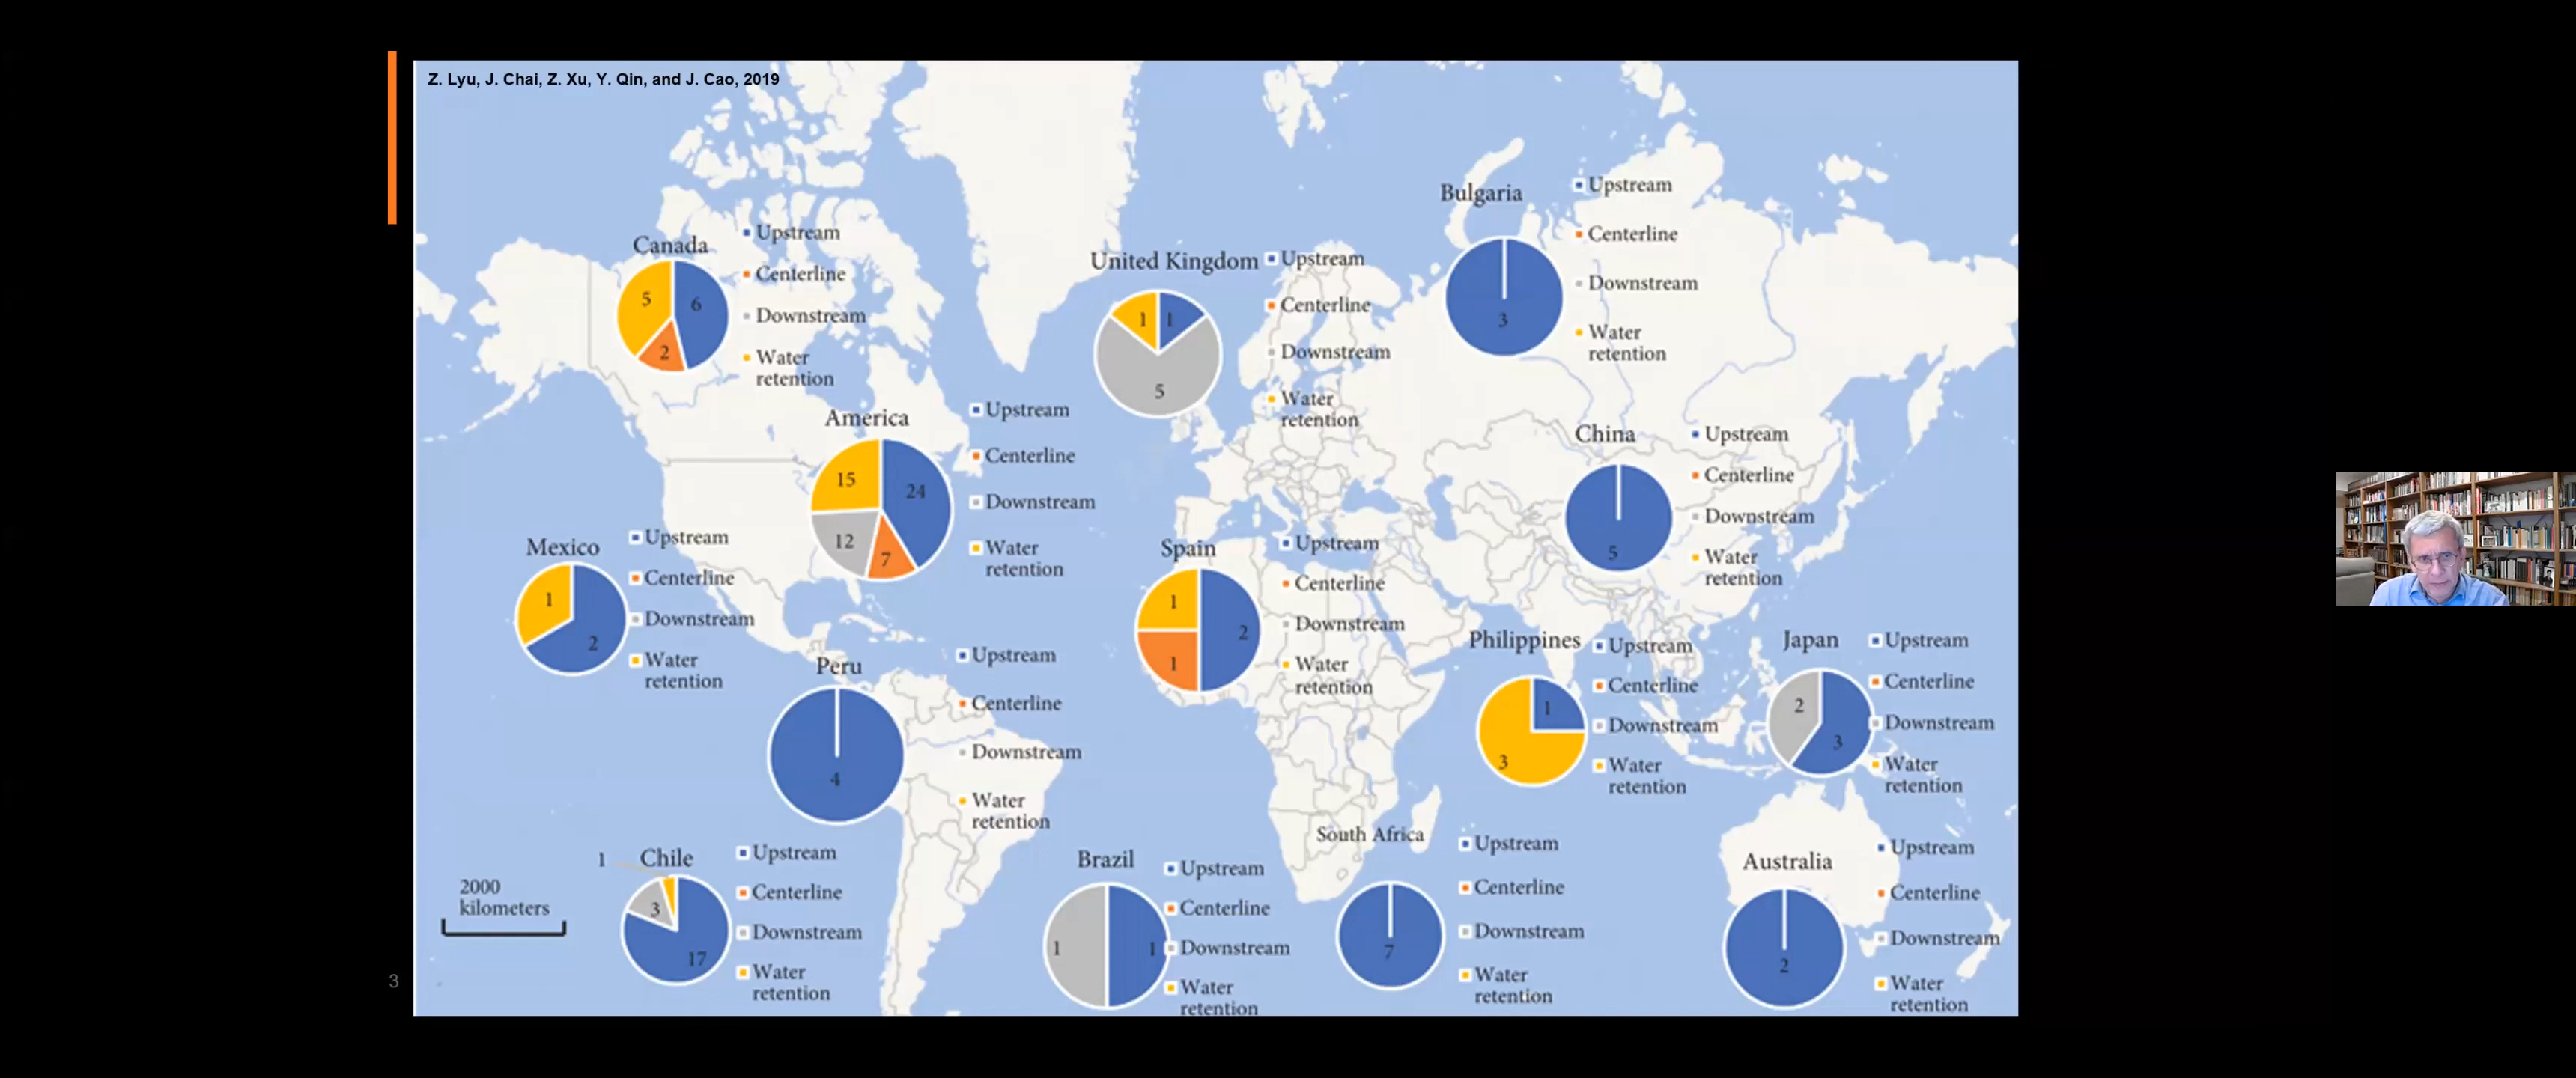 Z. Lyu, J. Chai, Z. Xu, Y. Qin, and J. Cao, 2019
Canada
5
6
2
Upstream
Centerline
Downstream
Water
retention
United Kingdom
1
1
5
Upstream
Centerline
Downstream
Water
retention
Bulgaria
3
Upstream
Centerline
Downstream
Water
retention
America
15
24
12
7
Upstream
Centerline
Downstream
Water
retention
China
5
Upstream
Centerline
Downstream
Water
retention
Mexico
1
2
Upstream
Centerline
Downstream
Water
retention
Spain
1
2
1
Upstream
Centerline
Downstream
Water
retention
Peru
4
Upstream
Centerline
Downstream
Water
retention
Philippines
1
3
Upstream
Centerline
Downstream
Water
retention
Japan
2
3
Upstream
Centerline
Downstream
Water
retention
2000
kilometers
1
Chile
3
17
Upstream
Centerline
Downstream
Water
retention
Brazil
1
1
Upstream
Centerline
Downstream
Water
retention
South Africa
7
Upstream
Centerline
Downstream
Water
retention
Australia
2
Upstream
Centerline
Downstream
Water
retention
3